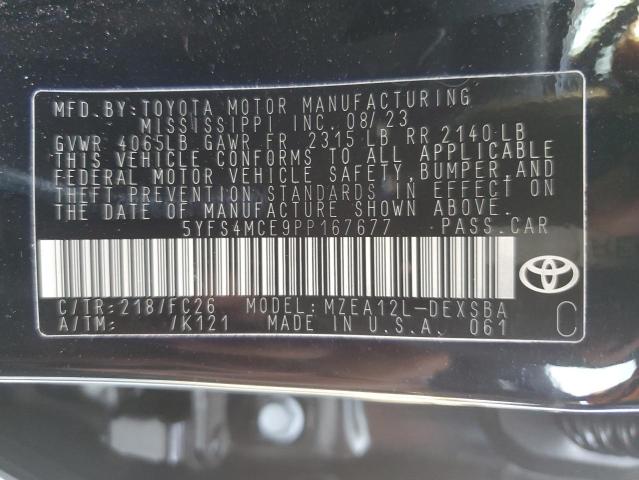 MFD.BY:TOYOTA MOTOR MANUFACTURING
MISSISSIPPI INC. 08/23
GVWR 4065LB GAWR FR 2315 LB RR 2140 LB
THIS VEHICLE CONFORMS TO ALL APPLICABLE
FEDERAL MOTOR VEHICLE SAFETY,BUMPER,AND
THEFT PREVENTION STANDARDS IN EFFECT ON
THE DATE OF MANUFACTURE SHOWN ABOVE.
5YFS4MCE9PP167677 PASS.CAR
C/TR:218/FC26 MODEL:MZEA12L-DEXSBA
A/TM: /K121 MADE IN U.S.A. 061
C